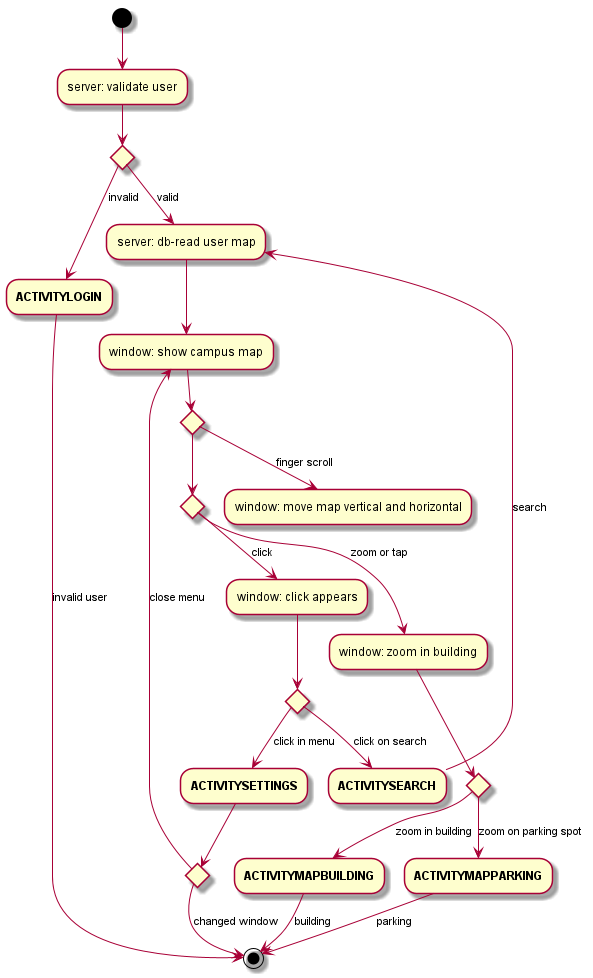 server: validate user
invalid
valid
server: db-read user map
ACTIVITYLOGIN
window: show campus map
finger scroll
window: move map vertical and horizontal
search
click
zoom or tap
window: click appears
invalid user
close menu
window: zoom in building
click in menu
click on search
ACTIVITYSETTINGS
ACTIVITYSEARCH
zoom in building
zoom on parking spot
ACTIVITYMAPBUILDING
ACTIVITYMAPPARKING
changed window
building
parking